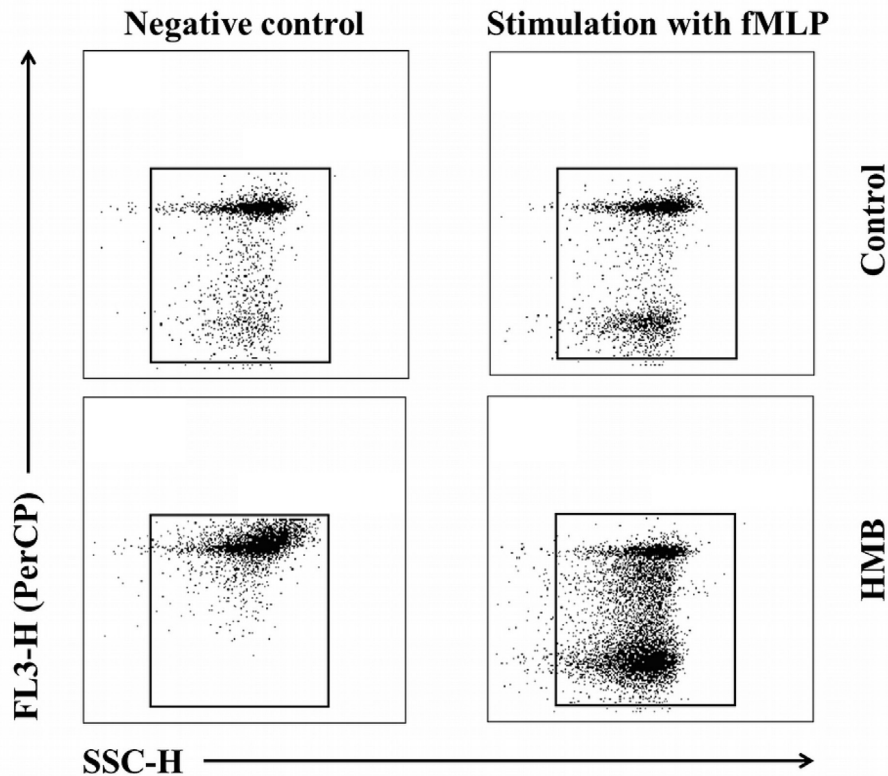 Negative control
Stimulation with fMLP
Control
HMB
FL3-H (PerCP)
SSC-H